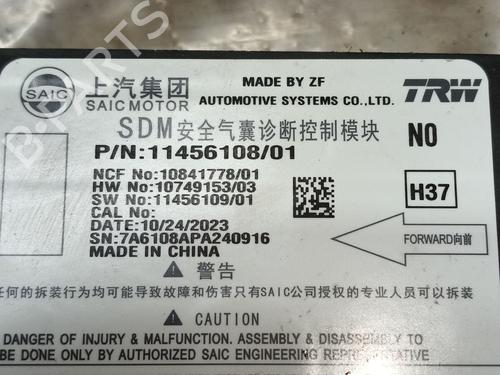 SAIC
上汽集团
SAIC MOTOR
MADE BY ZF
AUTOMOTIVE SYSTEMS CO.,LTD.
TRW
SDM安全气囊诊断控制模块
NO
P/N:11456108/01
NCF No:10841778/01
HW No:10749153/03
SW No:11456109/01
CAL No:
DATE:10/24/2023
SN:7A6108APA240916
MADE IN CHINA
H37
FORWARD向前
警告
任何的拆装行为均可能导致故障和伤害只有SAIC公司授权的专业人员可以拆装
CAUTION
DANGER OF INJURY & MALFUNCTION. ASSEMBLY & DISASSEMBLY TO
BE DONE ONLY BY AUTHORIZED SAIC ENGINEERING REPRESENTATIVE
B-PARTS